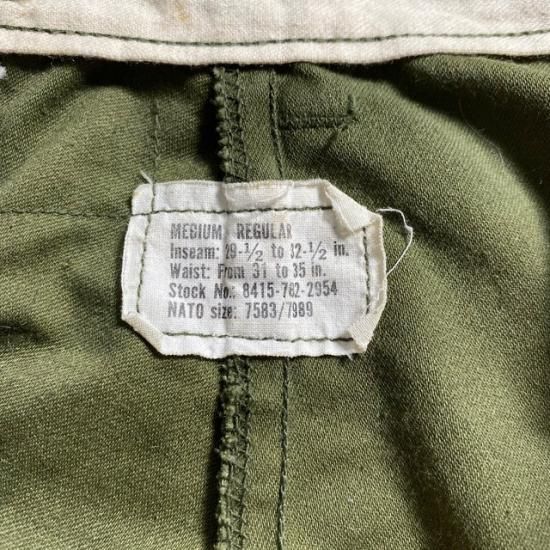 MEDIUM, REGULAR
Inseam: 29-1/2 to 32-1/2 in.
Waist: From 31 to 35 in.
Stock No.: 8415-782-2954
NATO size: 7583/7989